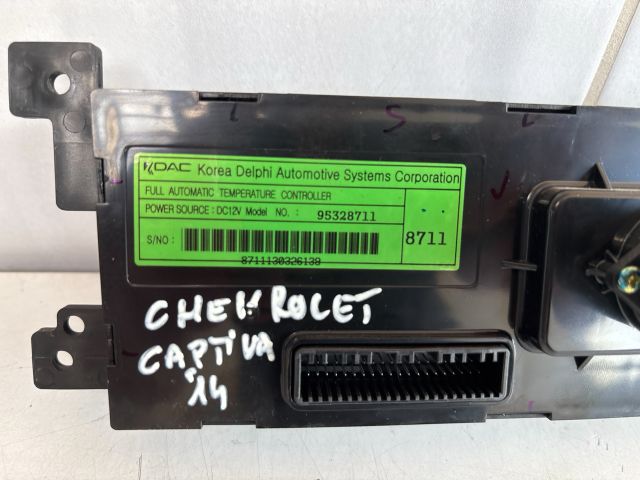 KDAC Korea Delphi Automotive Systems Corporation
FULL AUTOMATIC TEMPERATURE CONTROLLER
POWER SOURCE : DC12V Model NO. : 95328711
S/NO :
8711
8711130326139
CHEVROLET
CAPTIVA
'14